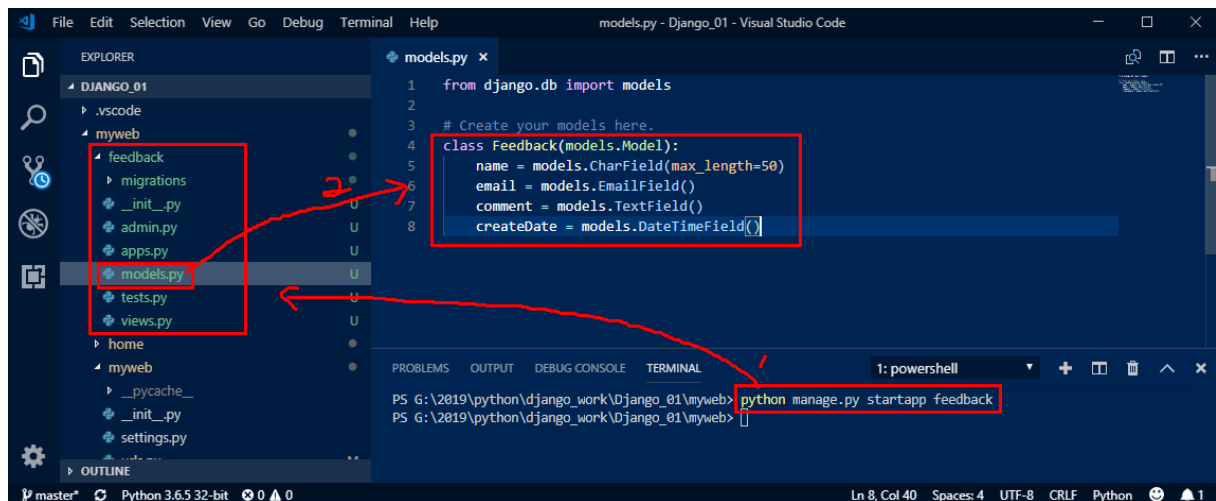 File Edit Selection View Go Debug Terminal Help models.py - Django_01 - Visual Studio Code
EXPLORER
DJANGO_01
.vscode
myweb
feedback
migrations
__init__.py U
admin.py U
apps.py U
models.py U
tests.py U
views.py U
home
myweb
__pycache__
__init__.py
settings.py
OUTLINE
models.py
1 from django.db import models
2
3 # Create your models here.
4 class Feedback(models.Model):
5 name = models.CharField(max_length=50)
6 email = models.EmailField()
7 comment = models.TextField()
8 createDate = models.DateTimeField()
2
1
PROBLEMS OUTPUT DEBUG CONSOLE TERMINAL 1: powershell
PS G:\2019\python\django_work\Django_01\myweb> python manage.py startapp feedback
PS G:\2019\python\django_work\Django_01\myweb>
master* Python 3.6.5 32-bit 0 0 Ln 8, Col 40 Spaces: 4 UTF-8 CRLF Python 1